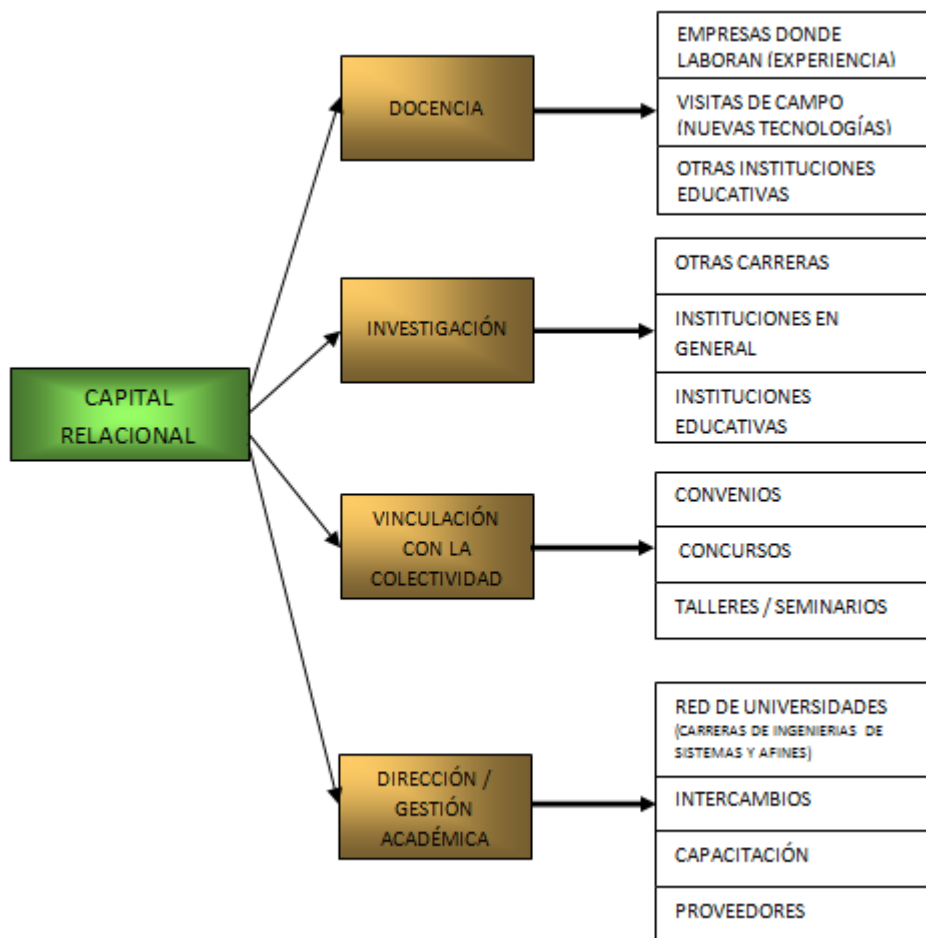 CAPITAL
RELACIONAL
DOCENCIA
EMPRESAS DONDE
LABORAN (EXPERIENCIA)
VISITAS DE CAMPO
(NUEVAS TECNOLOGÍAS)
OTRAS INSTITUCIONES
EDUCATIVAS
INVESTIGACIÓN
OTRAS CARRERAS
INSTITUCIONES EN
GENERAL
INSTITUCIONES
EDUCATIVAS
VINCULACIÓN
CON LA
COLECTIVIDAD
CONVENIOS
CONCURSOS
TALLERES / SEMINARIOS
DIRECCIÓN /
GESTIÓN
ACADÉMICA
RED DE UNIVERSIDADES
(CARRERAS DE INGENIERIAS DE
SISTEMAS Y AFINES)
INTERCAMBIOS
CAPACITACIÓN
PROVEEDORES